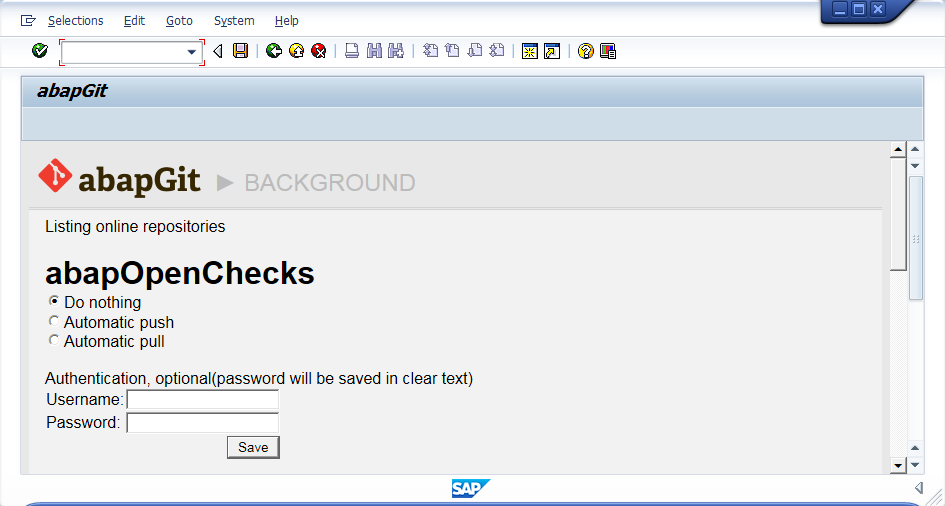 Selections Edit Goto System Help
abapGit
abapGit ► BACKGROUND
Listing online repositories
abapOpenChecks
Do nothing
Automatic push
Automatic pull
Authentication, optional(password will be saved in clear text)
Username:
Password:
Save
SAP